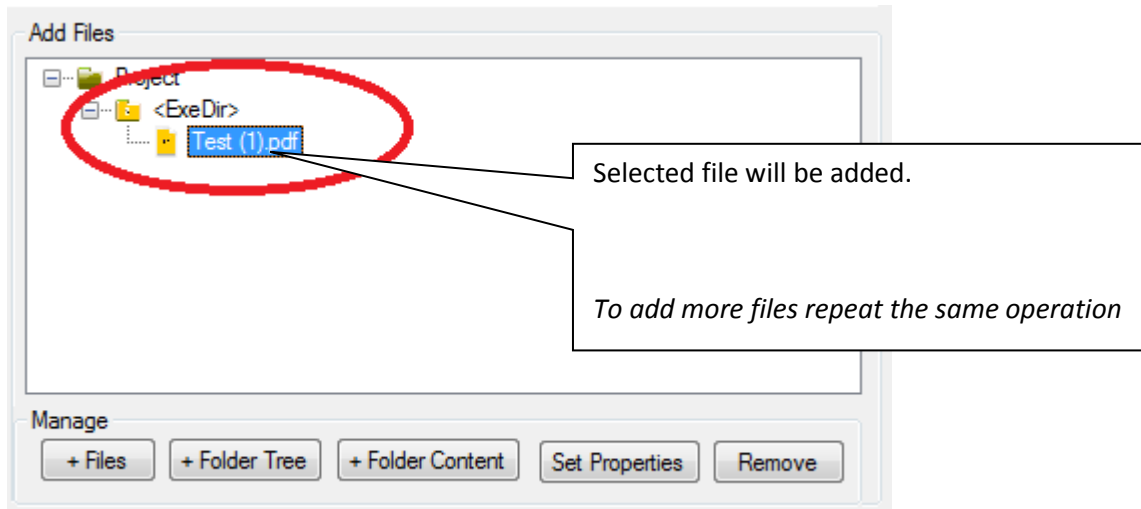 Add Files
Project
<ExeDir>
Test (1).pdf
Selected file will be added.
To add more files repeat the same operation
Manage
+ Files
+ Folder Tree
+ Folder Content
Set Properties
Remove